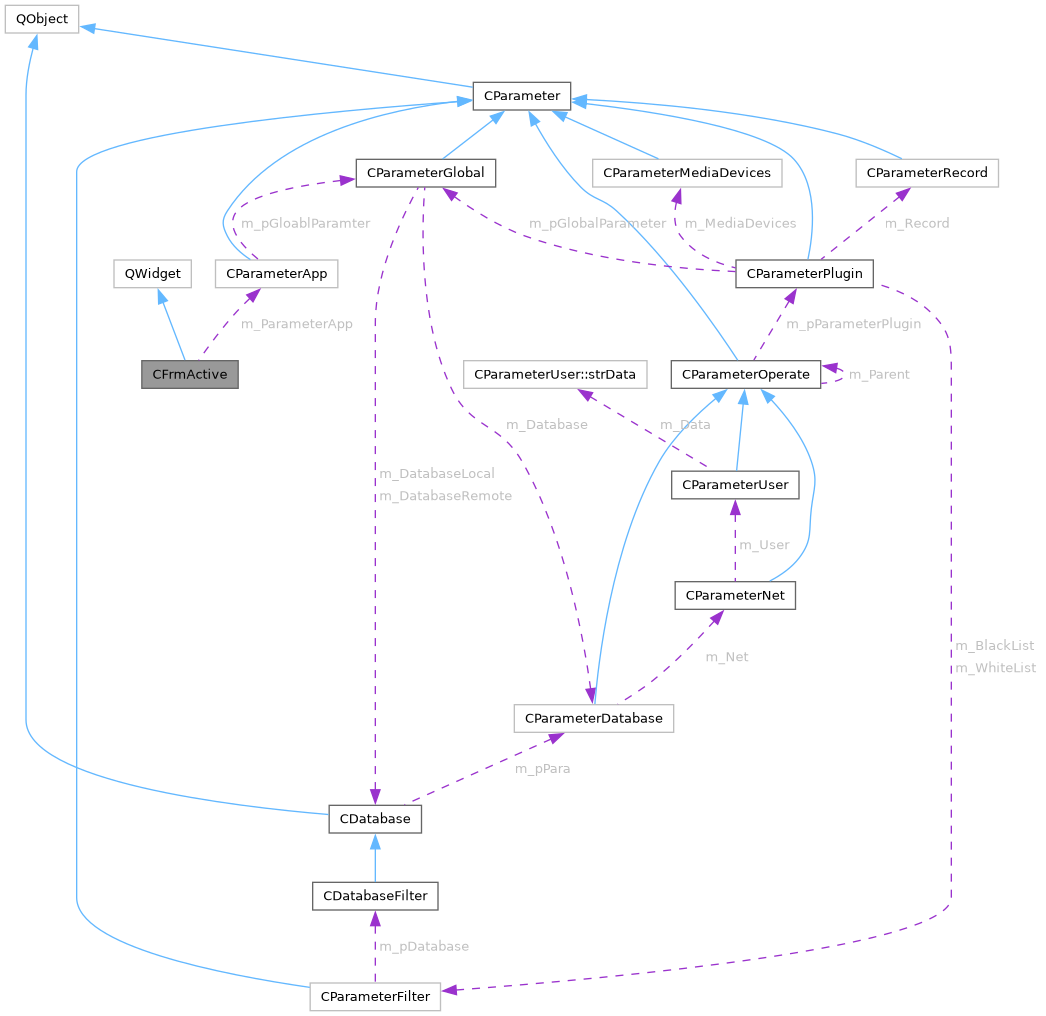 QObject
CParameter
CParameterGlobal
CParameterMediaDevices
CParameterRecord
m_pGloablParamter
m_pGlobalParameter
m_MediaDevices
m_Record
QWidget
CParameterApp
CParameterPlugin
m_ParameterApp
m_pParameterPlugin
CFrmActive
CParameterUser::strData
CParameterOperate
m_Parent
m_Database
m_Data
m_DatabaseLocal
m_DatabaseRemote
CParameterUser
m_User
CParameterNet
m_BlackList
m_WhiteList
m_Net
CParameterDatabase
m_pPara
CDatabase
CDatabaseFilter
m_pDatabase
CParameterFilter